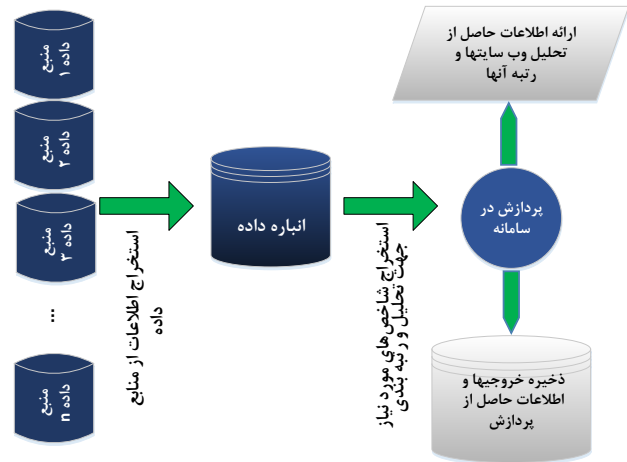 منبع
داده ۱
منبع
داده ۲
منبع
داده ۳
...
منبع
داده n
استخراج اطلاعات از منابع
داده
انباره داده
استخراج شاخص‌های مورد نیاز
جهت تحلیل و رتبه بندی
پردازش در
سامانه
ارائه اطلاعات حاصل از
تحلیل وب سایتها و
رتبه آنها
ذخیره خروجیها و
اطلاعات حاصل از
پردازش